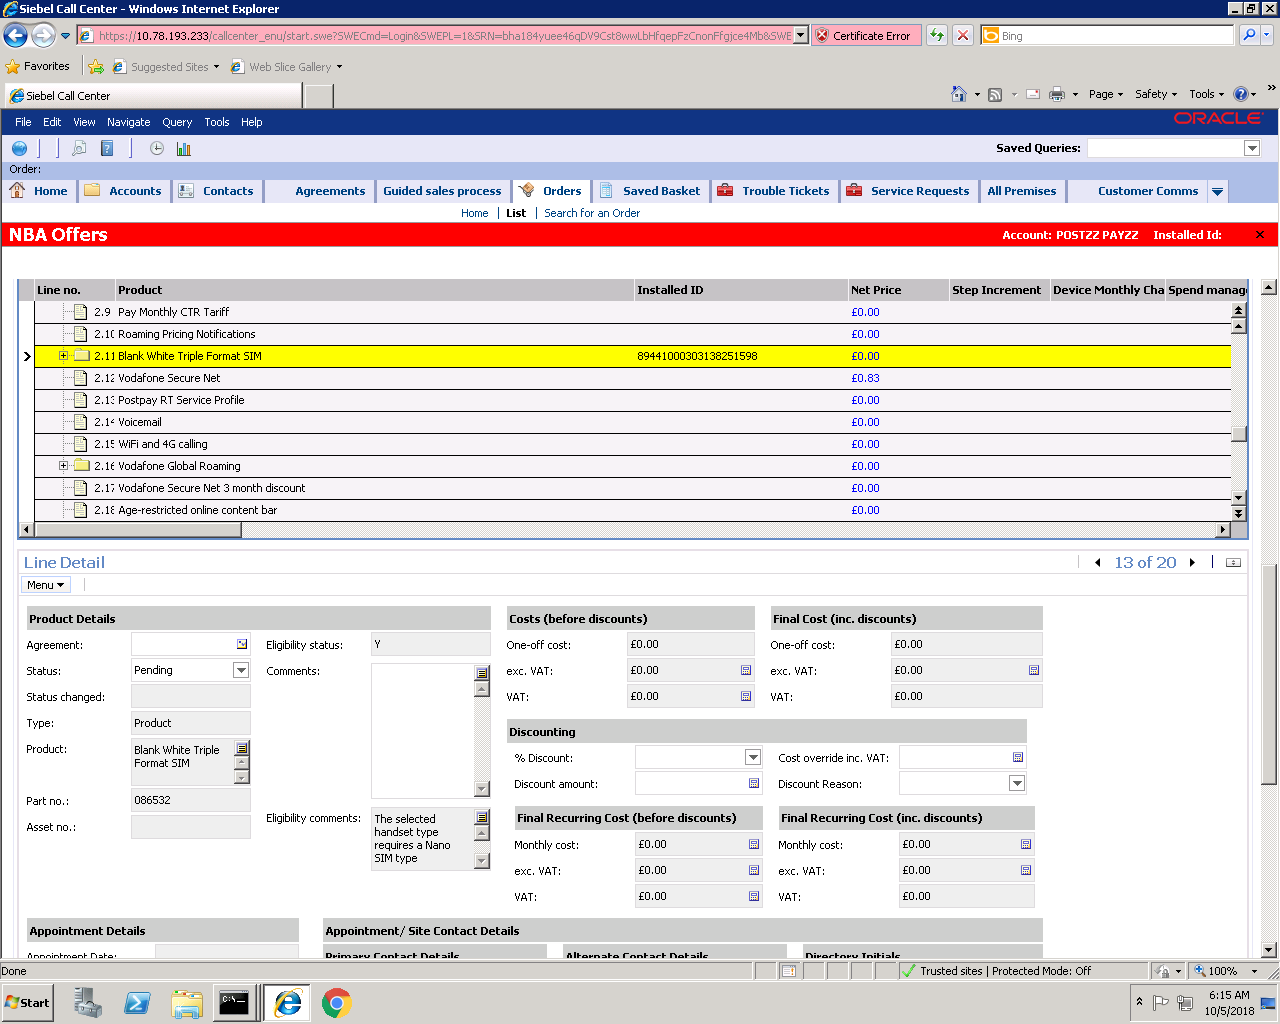 Siebel Call Center - Windows Internet Explorer
https://10.78.193.233/callcenter_enu/start.swe?SWECmd=Login&SWEPL=1&SRN=bha184yuee46qDV9Cst8wwLbHfqepFzCnonFfgjce4Mb&SWE
Certificate Error
Bing
Favorites
Suggested Sites
Web Slice Gallery
Siebel Call Center
Page
Safety
Tools
File Edit View Navigate Query Tools Help
ORACLE
Saved Queries:
Order:
Home Accounts Contacts Agreements Guided sales process Orders Saved Basket Trouble Tickets Service Requests All Premises Customer Comms
Home | List | Search for an Order
NBA Offers
Account: POSTZZ PAYZZ Installed Id:
Line no. Product Installed ID Net Price Step Increment Device Monthly Cha Spend manag
2.9 Pay Monthly CTR Tariff £0.00
2.10 Roaming Pricing Notifications £0.00
2.11 Blank White Triple Format SIM 89441000303138251598 £0.00
2.12 Vodafone Secure Net £0.83
2.13 Postpay RT Service Profile £0.00
2.14 Voicemail £0.00
2.15 WiFi and 4G calling £0.00
2.16 Vodafone Global Roaming £0.00
2.17 Vodafone Secure Net 3 month discount £0.00
2.18 Age-restricted online content bar £0.00
Line Detail
13 of 20
Menu
Product Details
Agreement:
Status: Pending
Status changed:
Type: Product
Product: Blank White Triple
Format SIM
Part no.: 086532
Asset no.:
Eligibility status: Y
Comments:
Eligibility comments: The selected
handset type
requires a Nano
SIM type
Costs (before discounts)
One-off cost: £0.00
exc. VAT: £0.00
VAT: £0.00
Final Cost (inc. discounts)
One-off cost: £0.00
exc. VAT: £0.00
VAT: £0.00
Discounting
% Discount:
Cost override inc. VAT:
Discount amount:
Discount Reason:
Final Recurring Cost (before discounts)
Monthly cost: £0.00
exc. VAT: £0.00
VAT: £0.00
Final Recurring Cost (inc. discounts)
Monthly cost: £0.00
exc. VAT: £0.00
VAT: £0.00
Appointment Details
Appointment/ Site Contact Details
Appointment Date:
Primary Contact Details
Alternate Contact Details
Directory Initials
Done
Trusted sites | Protected Mode: Off
100%
Start
6:15 AM
10/5/2018